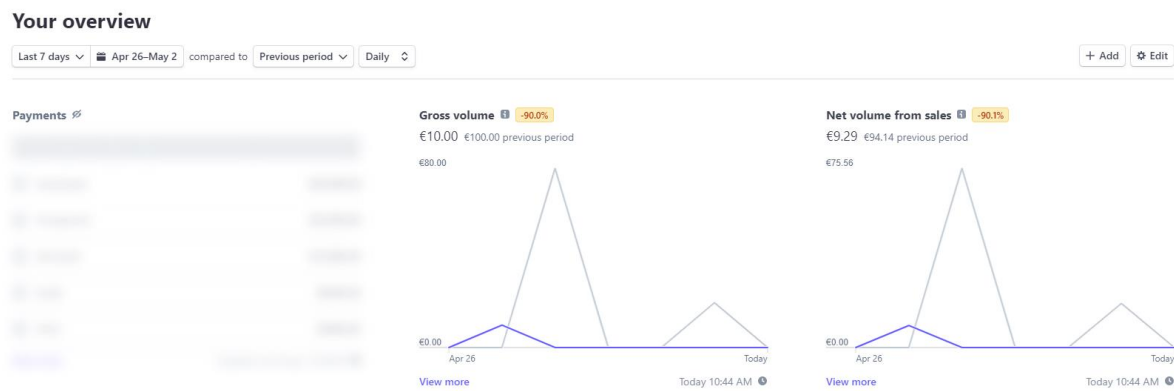 Your overview
Last 7 days Apr 26–May 2 compared to Previous period Daily
+ Add Edit
Payments
Gross volume -90.0%
€10.00 €100.00 previous period
€80.00
€0.00
Apr 26 Today
View more Today 10:44 AM
Net volume from sales -90.1%
€9.29 €94.14 previous period
€75.56
€0.00
Apr 26 Today
View more Today 10:44 AM